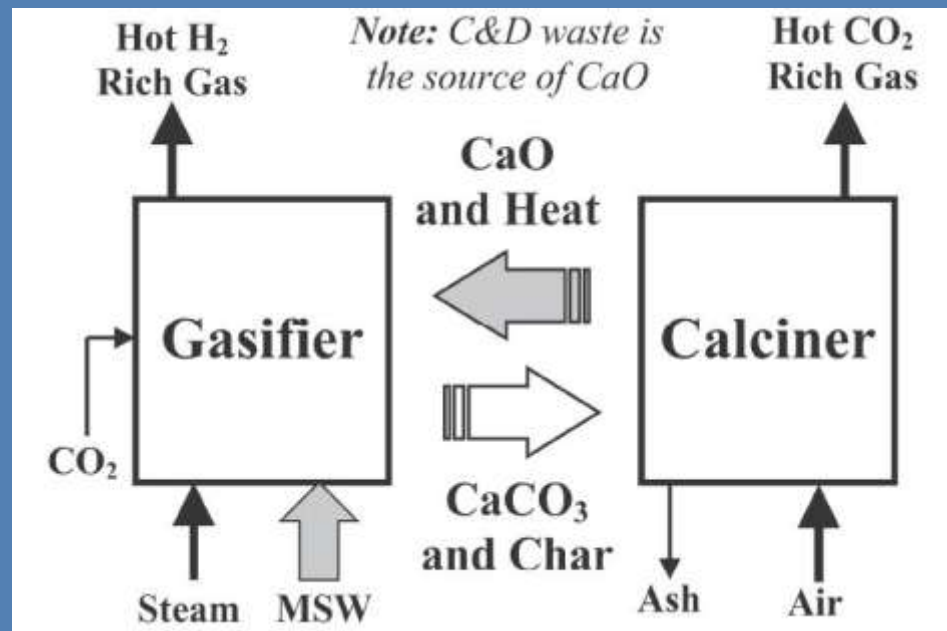 Hot H₂
Rich Gas
Note: C&D waste is
the source of CaO
Hot CO₂
Rich Gas
CaO
and Heat
Gasifier
Calciner
CO₂
CaCO₃
and Char
Steam
MSW
Ash
Air